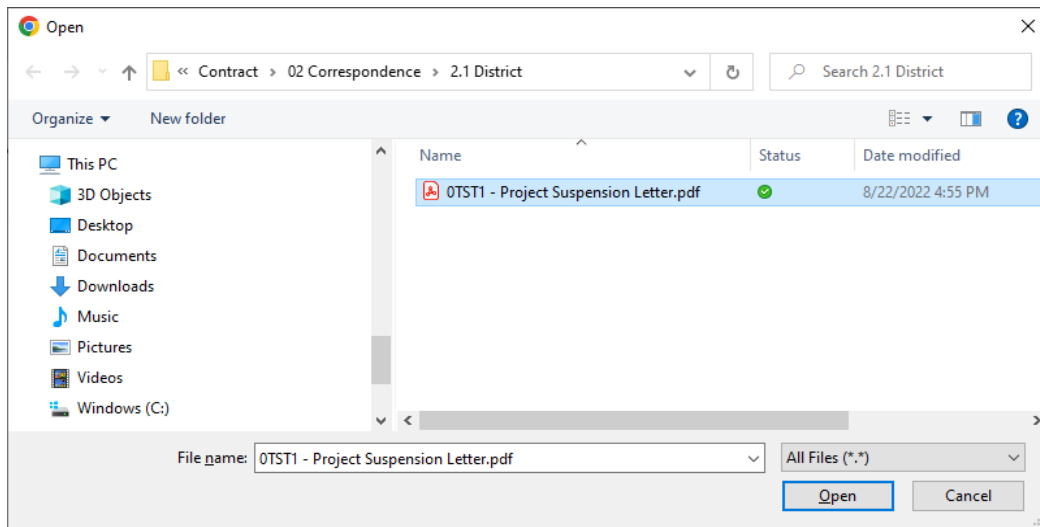 Open
« Contract > 02 Correspondence > 2.1 District
Search 2.1 District
Organize
New folder
This PC
3D Objects
Desktop
Documents
Downloads
Music
Pictures
Videos
Windows (C:)
Name Status Date modified
0TST1 - Project Suspension Letter.pdf 8/22/2022 4:55 PM
File name: 0TST1 - Project Suspension Letter.pdf
All Files (*.*)
Open Cancel